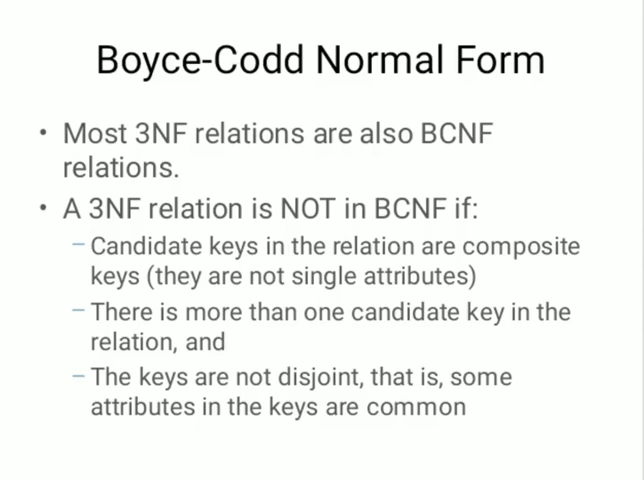 Boyce-Codd Normal Form
• Most 3NF relations are also BCNF
relations.
• A 3NF relation is NOT in BCNF if:
– Candidate keys in the relation are composite
keys (they are not single attributes)
– There is more than one candidate key in the
relation, and
– The keys are not disjoint, that is, some
attributes in the keys are common